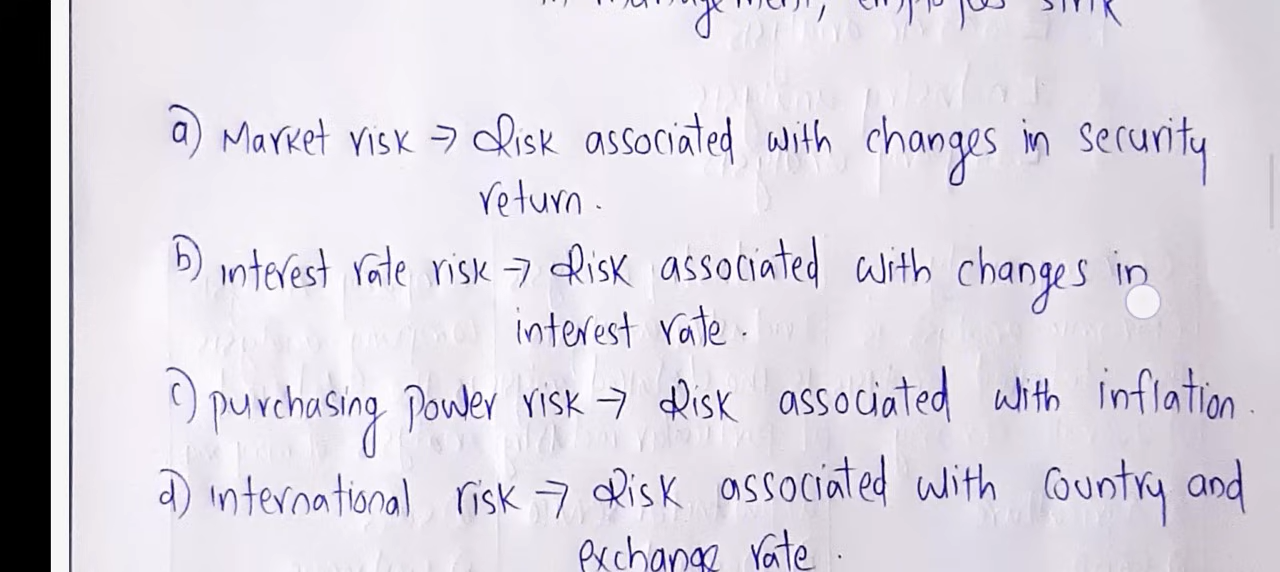 management,
a) Market risk → Risk associated with changes in security
return.
b) interest rate risk → Risk associated with changes in
interest rate.
c) purchasing power risk → Risk associated with inflation.
d) international risk → Risk associated with Country and
exchange rate.